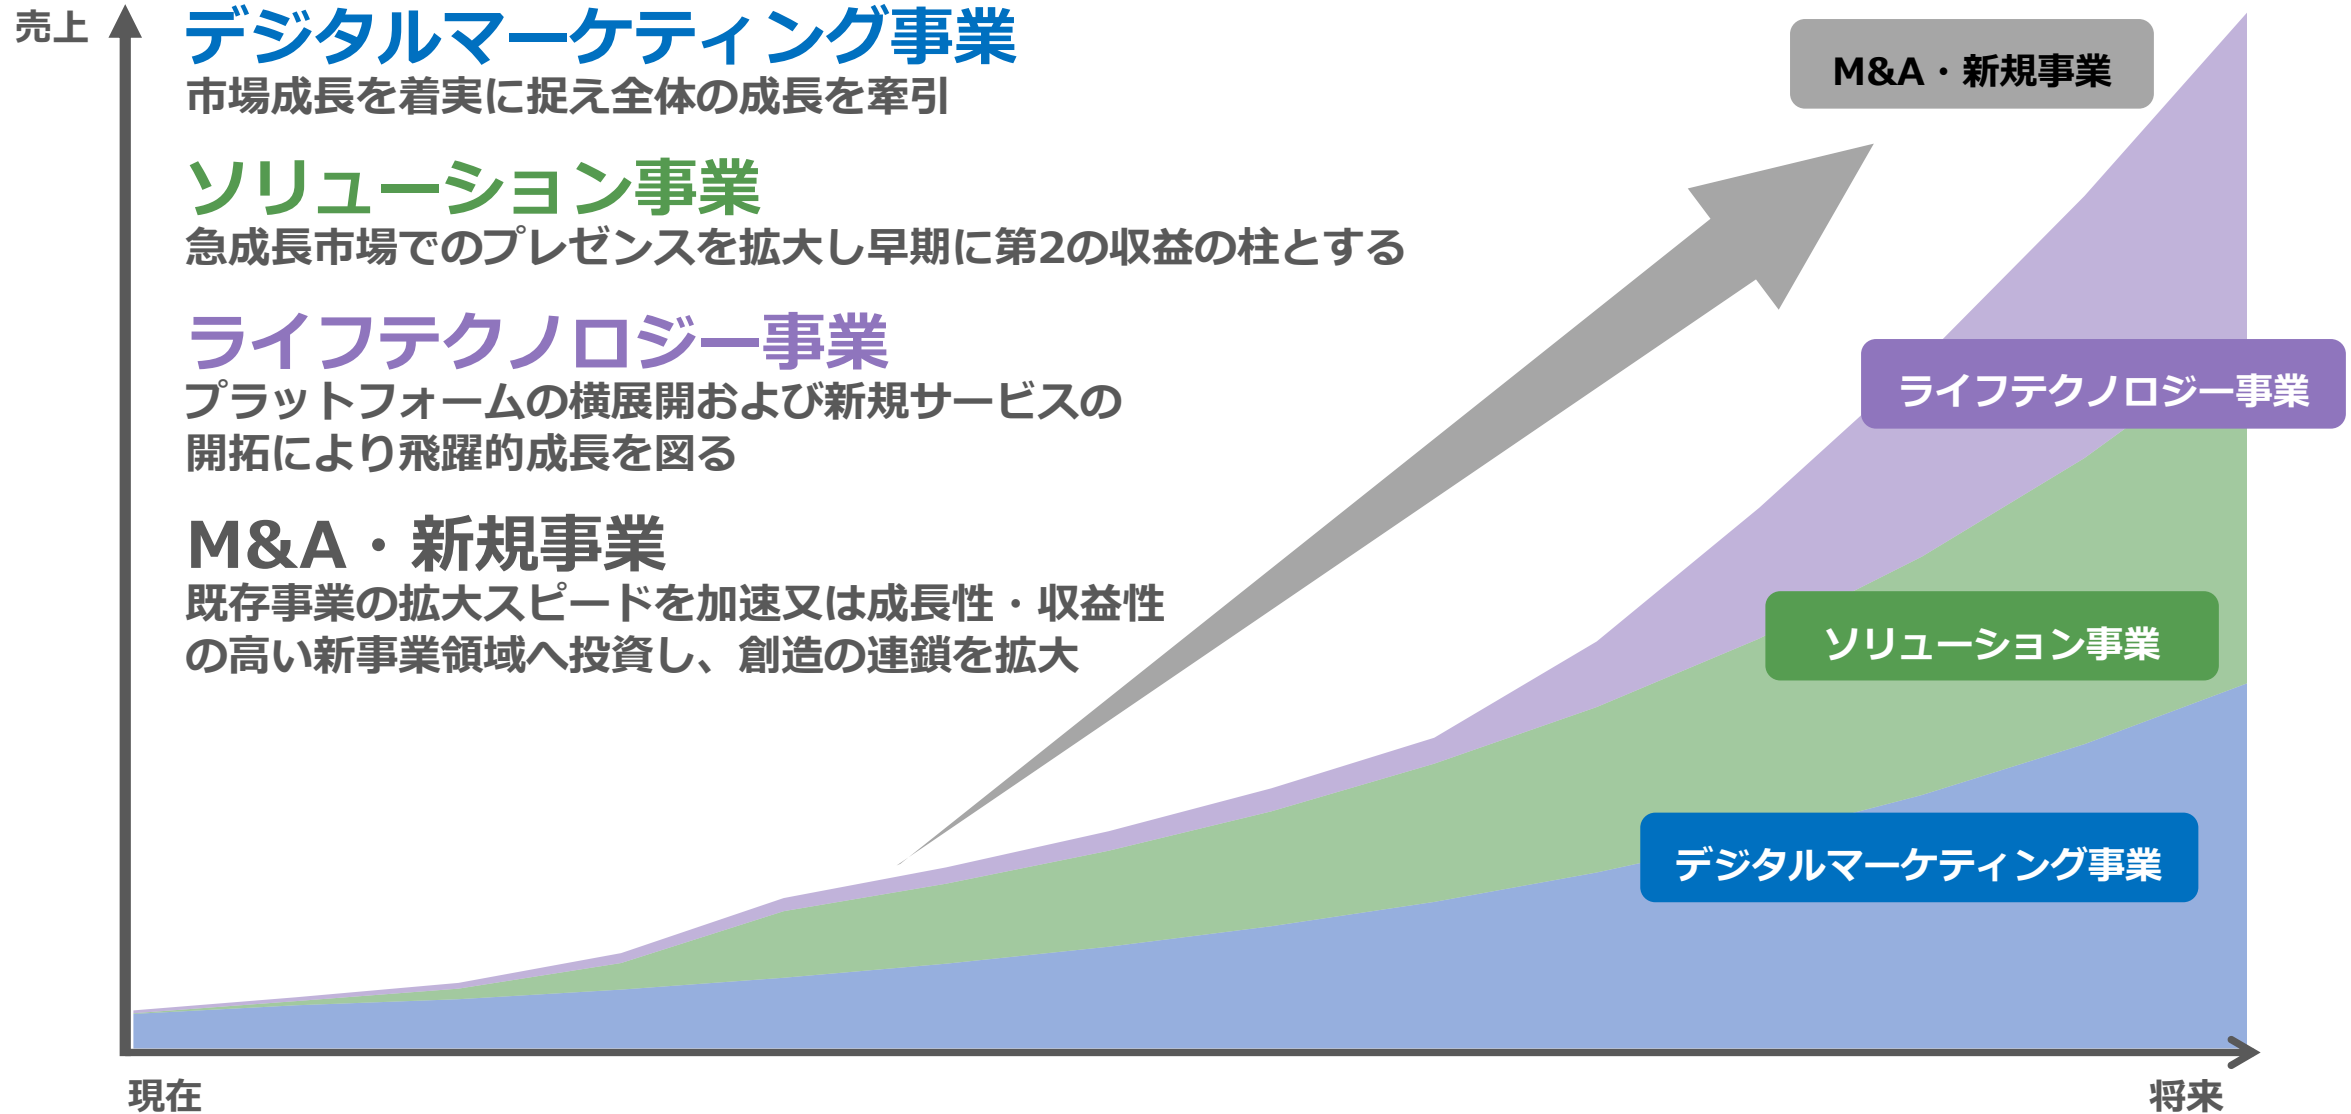 売上
デジタルマーケティング事業
市場成長を着実に捉え全体の成長を牽引
ソリューション事業
急成長市場でのプレゼンスを拡大し早期に第2の収益の柱とする
ライフテクノロジー事業
プラットフォームの横展開および新規サービスの
開拓により飛躍的成長を図る
M&A・新規事業
既存事業の拡大スピードを加速又は成長性・収益性
の高い新事業領域へ投資し、創造の連鎖を拡大
M&A・新規事業
ライフテクノロジー事業
ソリューション事業
デジタルマーケティング事業
現在
将来